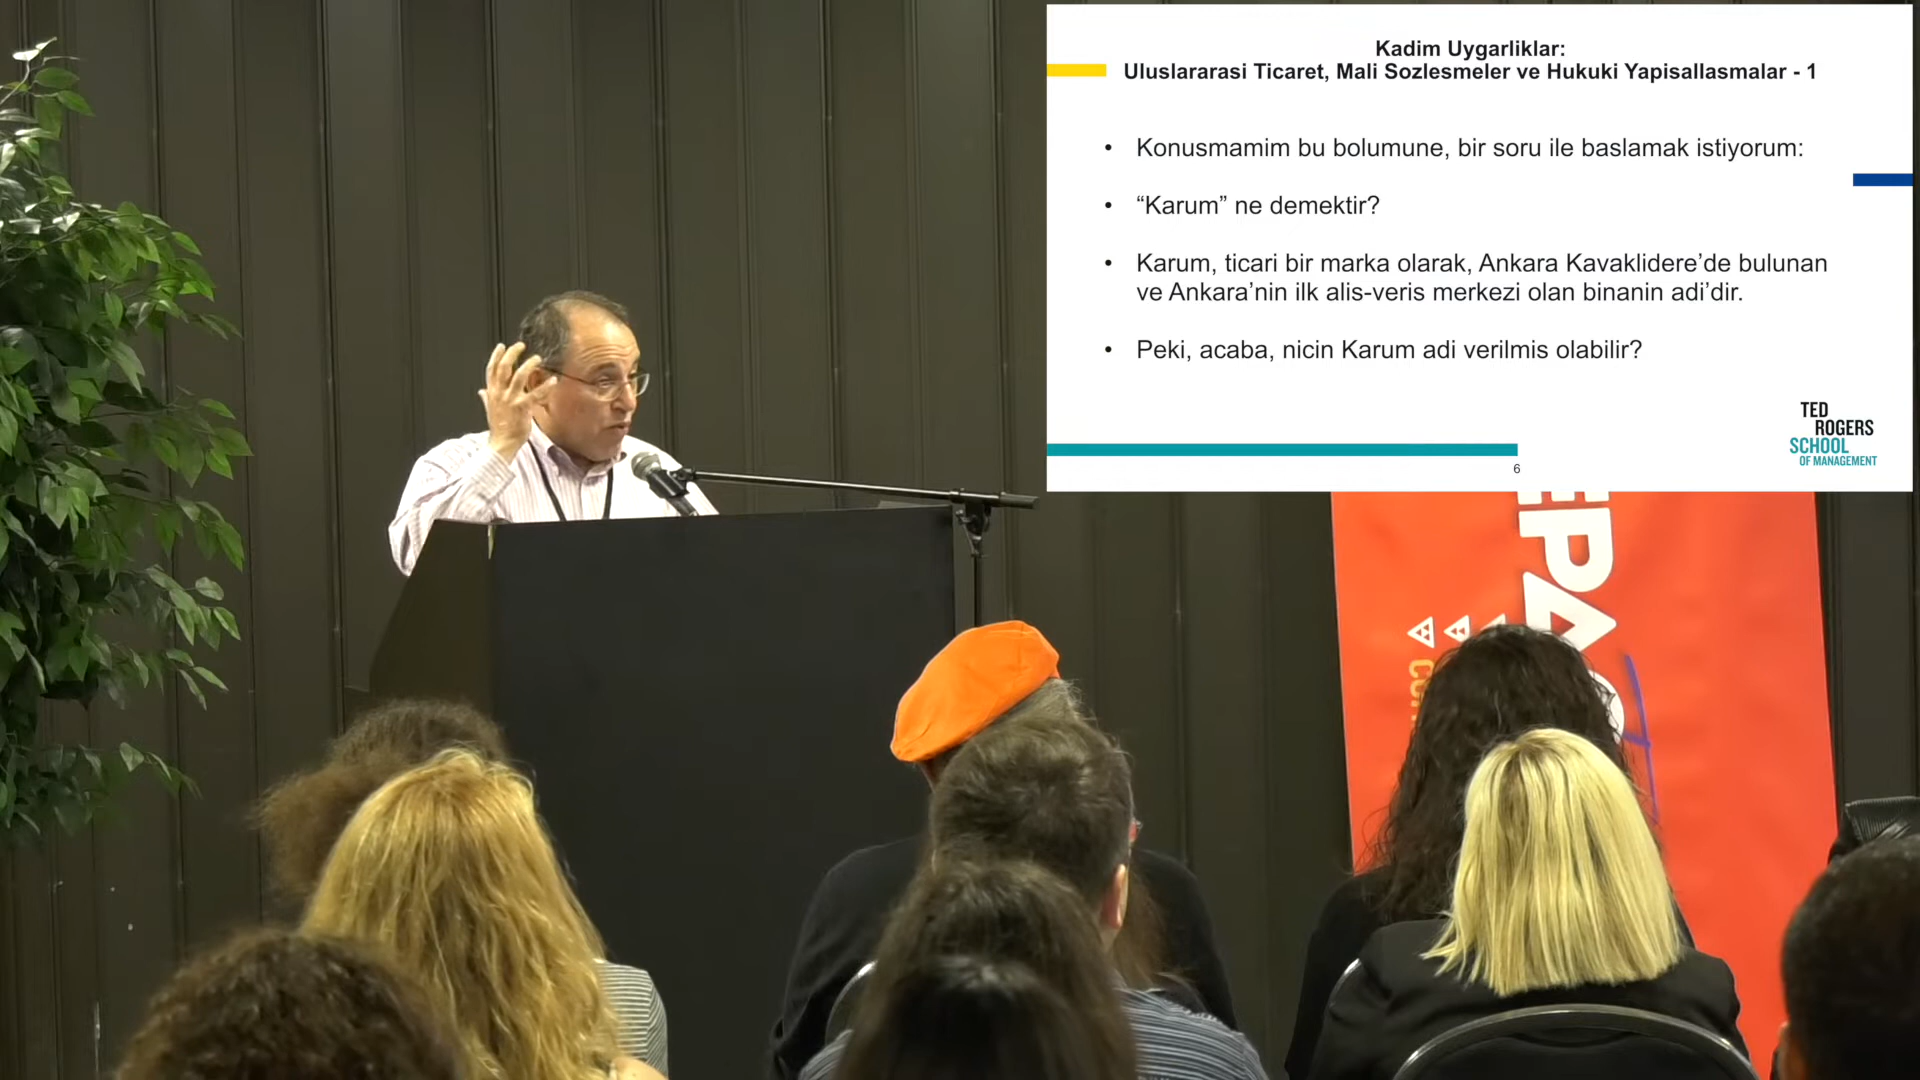 Kadim Uygarliklar:
Uluslararasi Ticaret, Mali Sozlesmeler ve Hukuki Yapisallasmalar - 1
• Konusmamim bu bolumune, bir soru ile baslamak istiyorum:
• “Karum” ne demektir?
• Karum, ticari bir marka olarak, Ankara Kavaklidere’de bulunan
ve Ankara’nin ilk alis-veris merkezi olan binanin adi’dir.
• Peki, acaba, nicin Karum adi verilmis olabilir?
TED
ROGERS
SCHOOL
OF MANAGEMENT
6